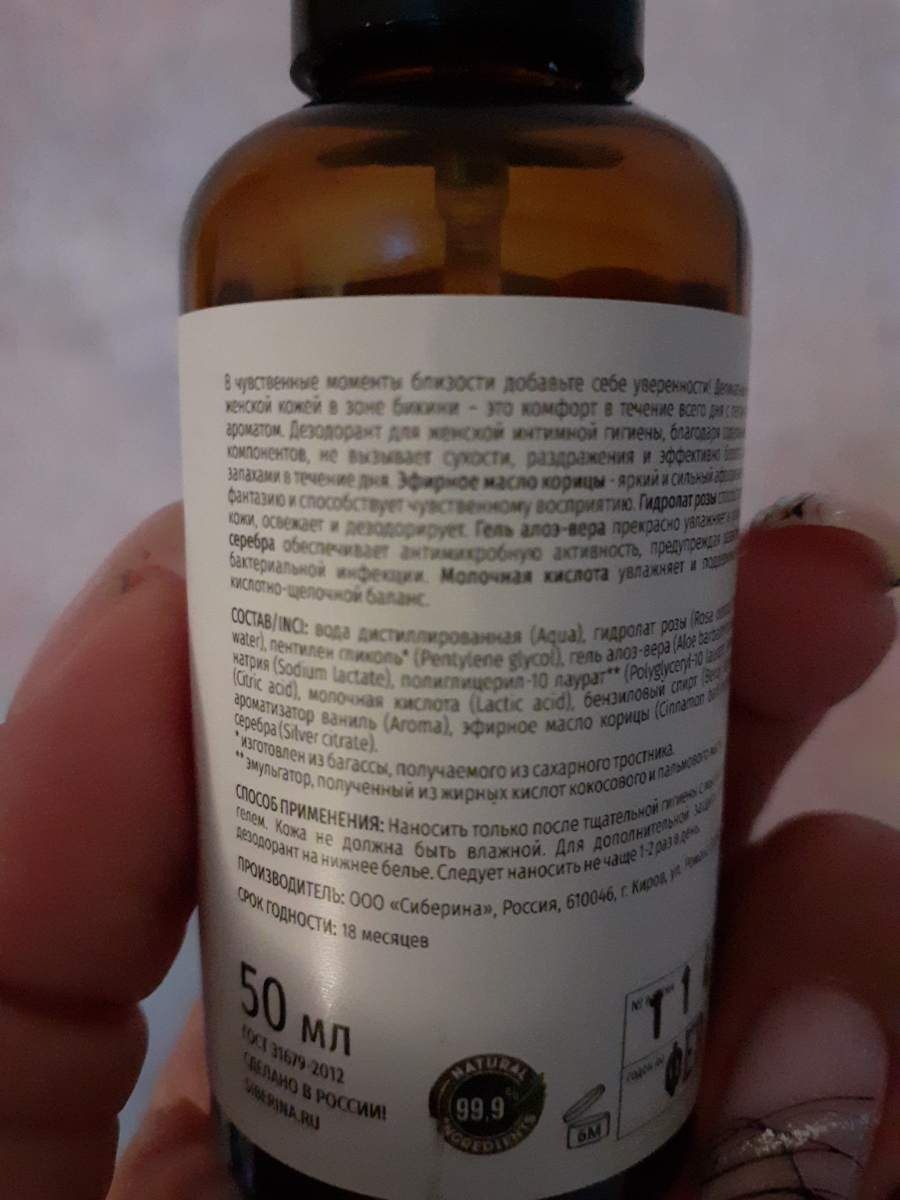 В чувственные моменты близости добавьте себе уверенности!
женской кожей в зоне бикини – это комфорт в течение всего дня с
ароматом. Дезодорант для женской интимной гигиены, благодаря
компонентов, не вызывает сухости, раздражения и эффективно
запахами в течение дня. Эфирное масло корицы - яркий и сильный
фантазию и способствует чувственному восприятию. Гидролат розы
кожи, освежает и дезодорирует. Гель алоэ-вера прекрасно увлажняет и
серебра обеспечивает антимикробную активность, предупреждая
бактериальной инфекции. Молочная кислота увлажняет и
кислотно-щелочной баланс.
СОСТАВ/INCI: вода дистиллированная (Aqua), гидролат розы (Rosa
water), пентилен гликоль* (Pentylene glycol), гель алоэ-вера (Aloe
натрия (Sodium lactate), полиглицерил-10 лаурат** (Polyglyceryl-10
(Citric acid), молочная кислота (Lactic acid), бензиловый спирт
ароматизатор ваниль (Aroma), эфирное масло корицы (Cinnamon
серебра (Silver citrate).
*изготовлен из багассы, получаемого из сахарного тростника.
**эмульгатор, полученный из жирных кислот кокосового и пальмового
СПОСОБ ПРИМЕНЕНИЯ: Наносить только после тщательной гигиены с
гелем. Кожа не должна быть влажной. Для дополнительной
дезодорант на нижнее белье. Следует наносить не чаще 1-2 раз в день.
ПРОИЗВОДИТЕЛЬ: ООО «Сиберина», Россия, 610046, г. Киров, ул.
СРОК ГОДНОСТИ: 18 месяцев
50 мл
ГОСТ 31679-2012
СДЕЛАНО В РОССИИ!
SIBERINA.RU
NATURAL
99.9%
INGREDIENTS
6M
№
годен до